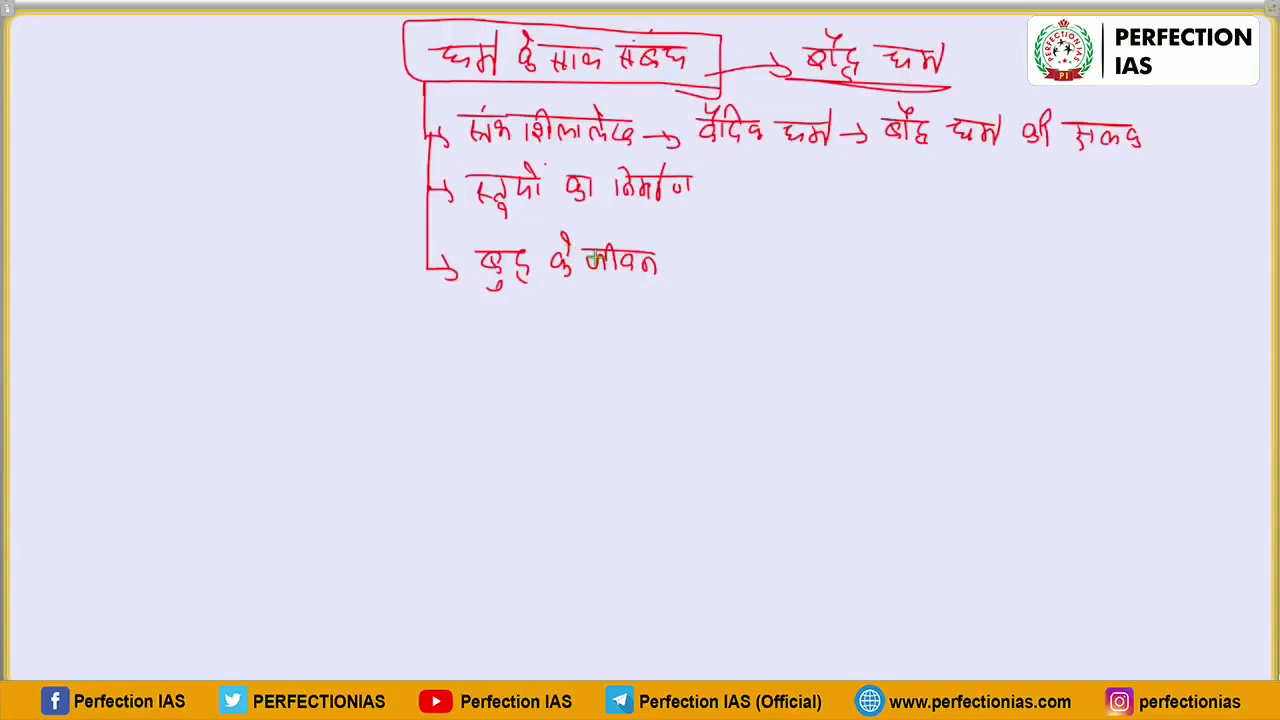 धर्म के साथ संबंध → बौद्ध धर्म
PERFECTION IAS
स्तंभ शिलालेख → वैदिक धर्म → बौद्ध धर्म की झलक
स्तूपों का निर्माण
बुद्ध के जीवन
Perfection IAS PERFECTIONIAS Perfection IAS Perfection IAS (Official) www.perfectionias.com perfectionias